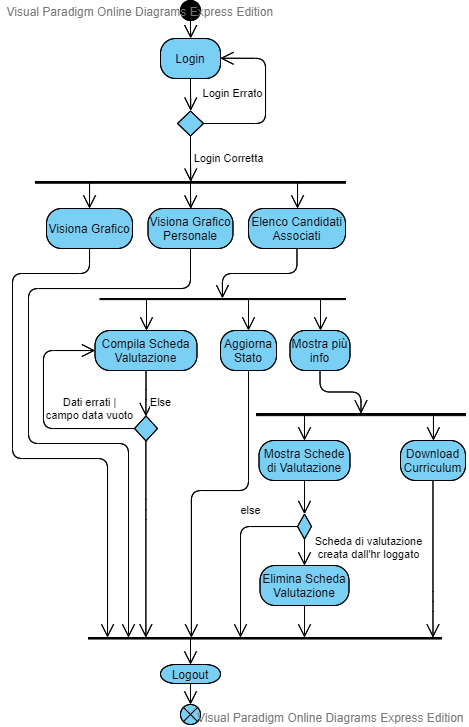 Visual Paradigm Online Diagrams Express Edition
Login
Login Errato
Login Corretta
Visiona Grafico
Visiona Grafico
Personale
Elenco Candidati
Associati
Compila Scheda
Valutazione
Aggiorna
Stato
Mostra più
info
Dati errati |
campo data vuoto
Else
Mostra Schede
di Valutazione
Download
Curriculum
else
Scheda di valutazione
creata dall'hr loggato
Elimina Scheda
Valutazione
Logout
Visual Paradigm Online Diagrams Express Edition